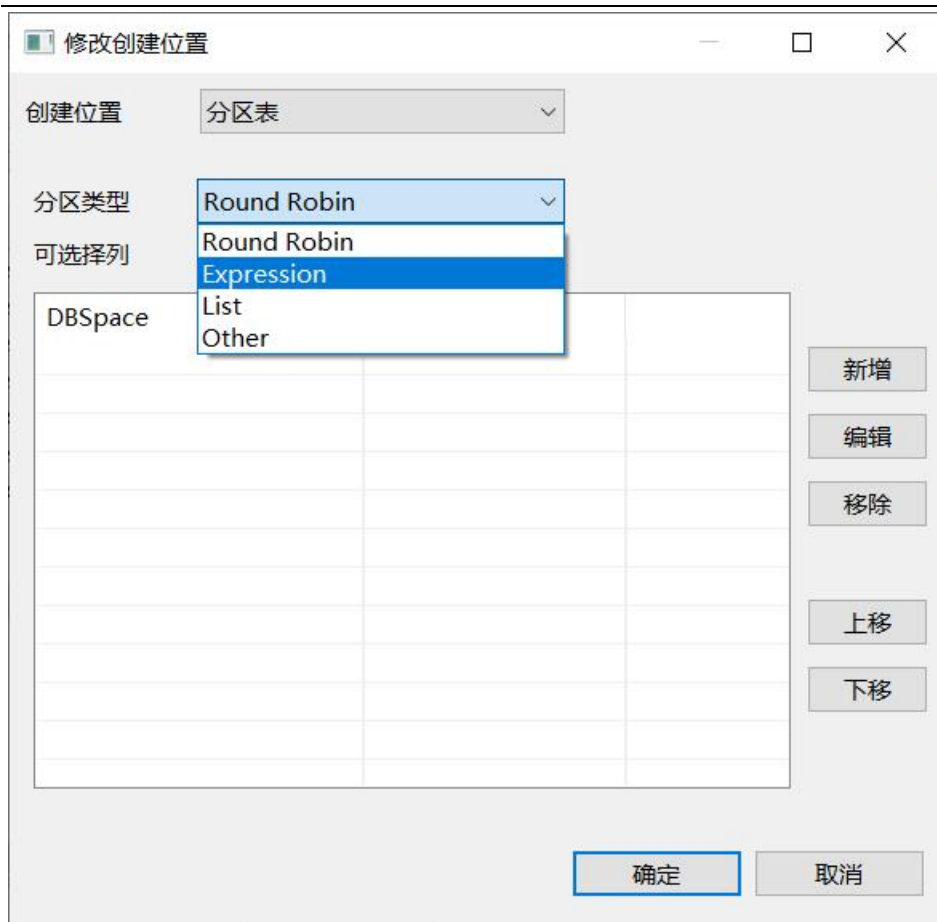 修改创建位置
创建位置 分区表
分区类型 Round Robin
Round Robin
可选择列
Expression
List
DBSpace
Other
新增
编辑
移除
上移
下移
确定 取消